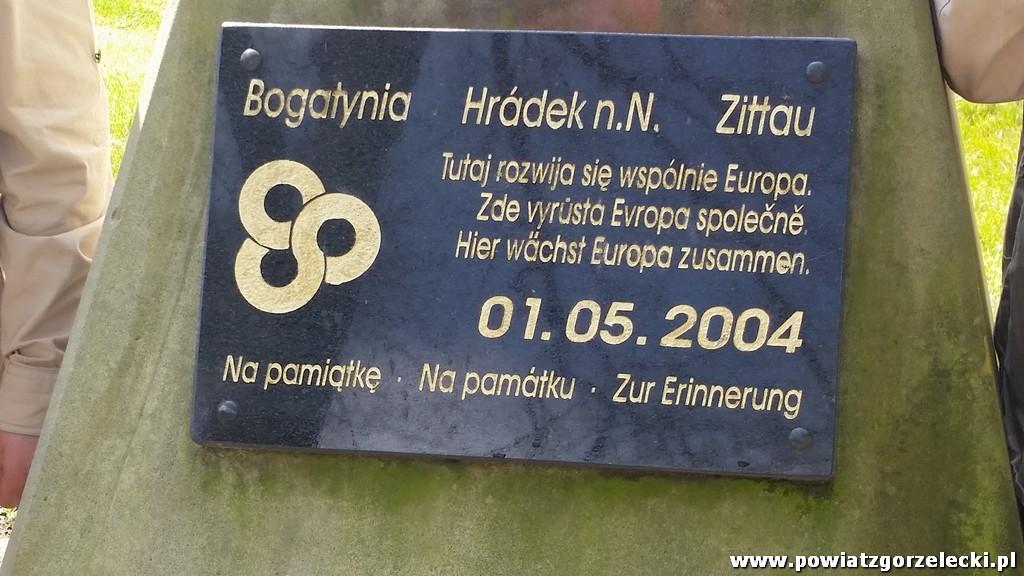 Bogatynia Hrádek n.N. Zittau
Tutaj rozwija się wspólnie Europa.
Zde vyrůstá Evropa společně.
Hier wächst Europa zusammen.
01.05.2004
Na pamiątkę · Na památku · Zur Erinnerung
www.powiatzgorzelecki.pl